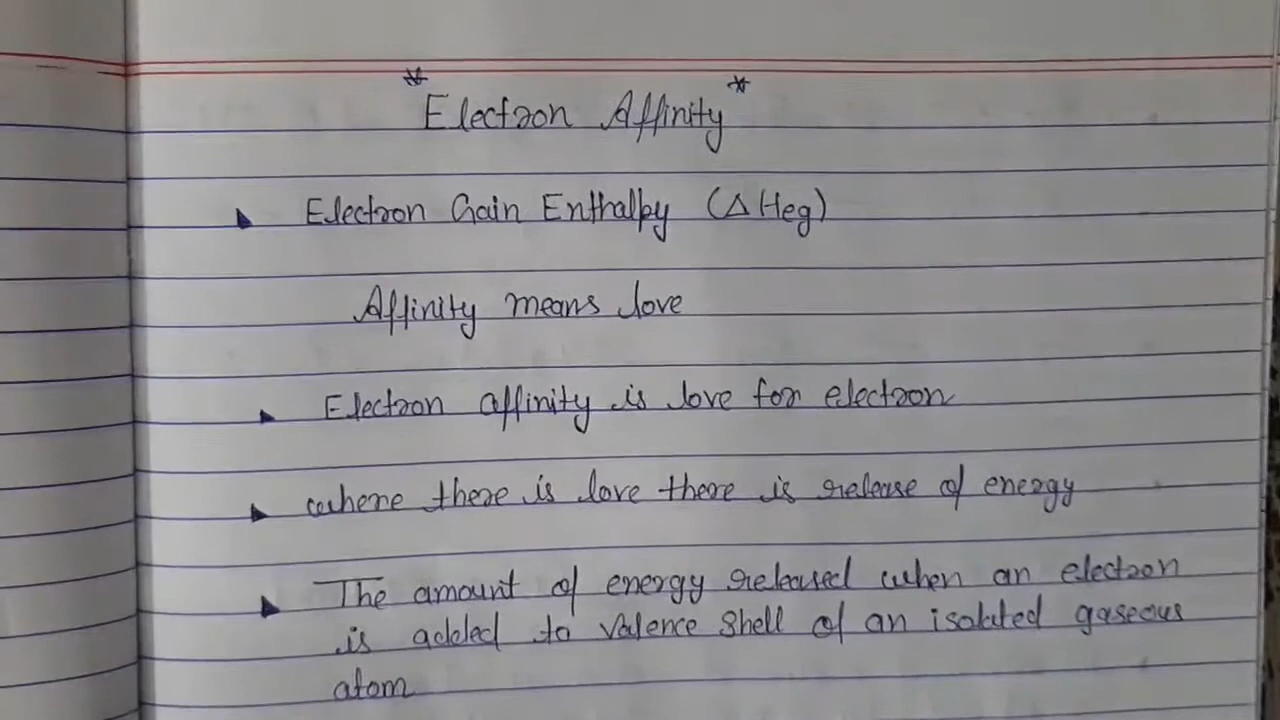 * Electron Affinity *
▶ Electron Gain Enthalpy (Δ Heg)
Affinity means love
▶ Electron affinity is love for electron
▶ where there is love there is release of energy
▶ The amount of energy released when an electron
is added to valence shell of an isolated gaseous
atom